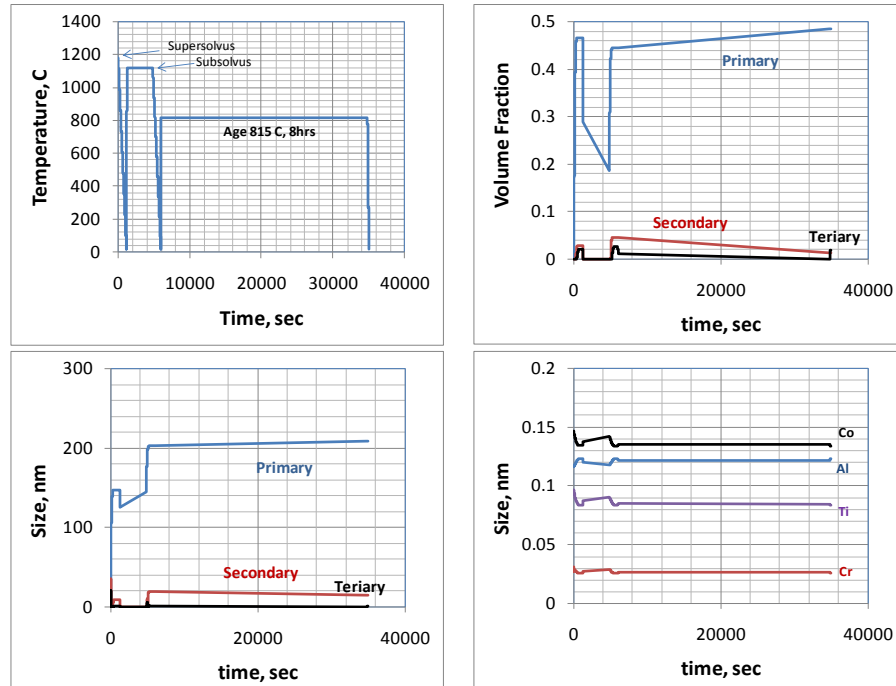 Temperature, C
1400
1200
1000
800
600
400
200
0
Supersolvus
Subsolvus
Age 815 C, 8hrs
0
10000
20000
30000
40000
Time, sec
Volume Fraction
0.5
0.4
0.3
0.2
0.1
0
Primary
Secondary
Teriary
0
20000
40000
time, sec
Size, nm
300
200
100
0
Primary
Secondary
Teriary
0
20000
40000
time, sec
Size, nm
0.2
0.15
0.1
0.05
0
Co
Al
Ti
Cr
0
20000
40000
time, sec